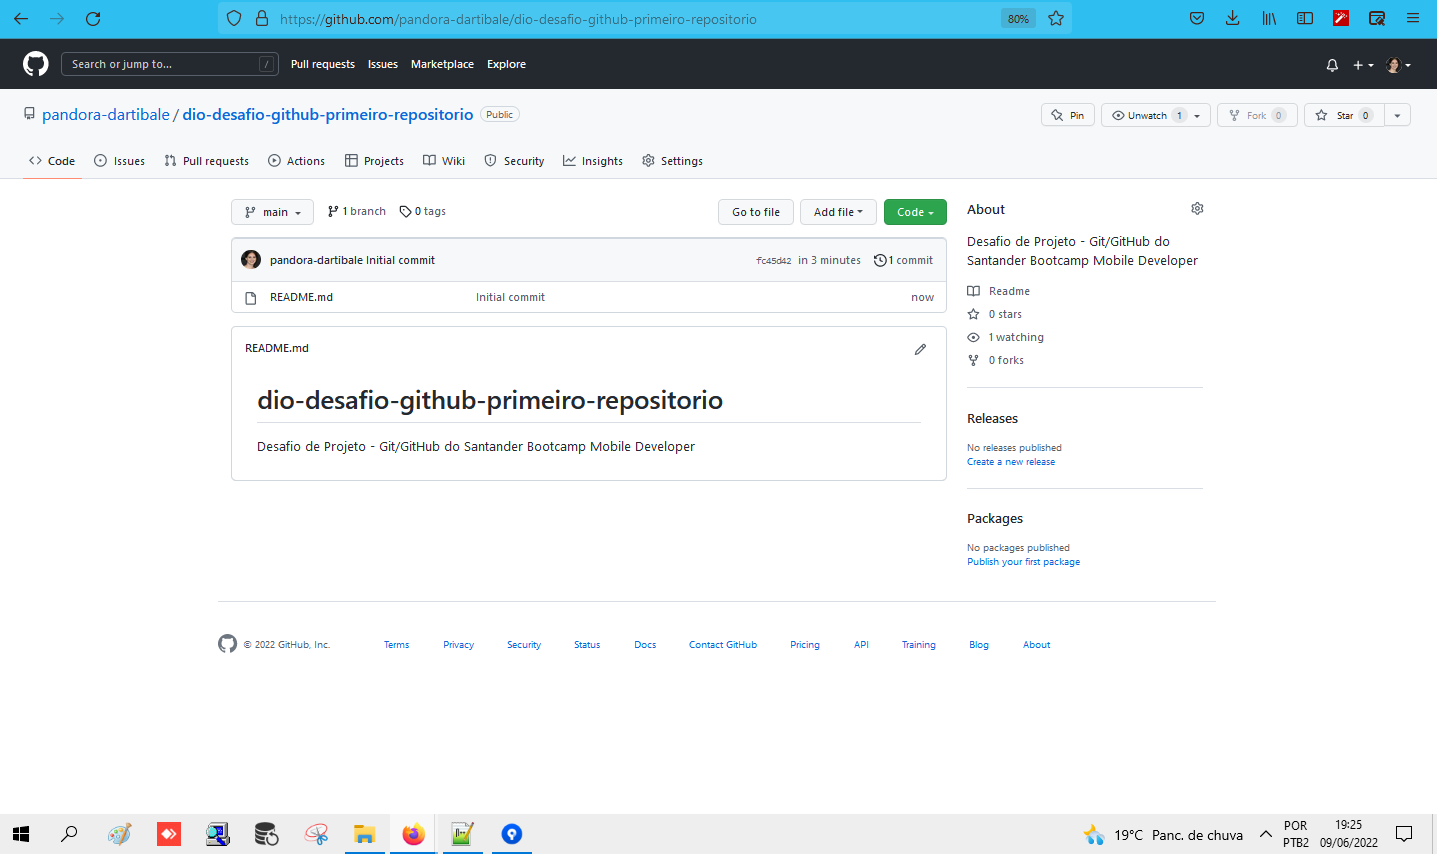 https://github.com/pandora-dartibale/dio-desafio-github-primeiro-repositorio 80%
Search or jump to... / Pull requests Issues Marketplace Explore
pandora-dartibale / dio-desafio-github-primeiro-repositorio Public Pin Unwatch 1 Fork 0 Star 0
Code Issues Pull requests Actions Projects Wiki Security Insights Settings
main 1 branch 0 tags Go to file Add file Code
pandora-dartibale Initial commit fc45d42 in 3 minutes 1 commit
README.md Initial commit now
README.md
dio-desafio-github-primeiro-repositorio
Desafio de Projeto - Git/GitHub do Santander Bootcamp Mobile Developer
About
Desafio de Projeto - Git/GitHub do
Santander Bootcamp Mobile Developer
Readme
0 stars
1 watching
0 forks
Releases
No releases published
Create a new release
Packages
No packages published
Publish your first package
© 2022 GitHub, Inc. Terms Privacy Security Status Docs Contact GitHub Pricing API Training Blog About
19°C Panc. de chuva
POR
PTB2
19:25
09/06/2022